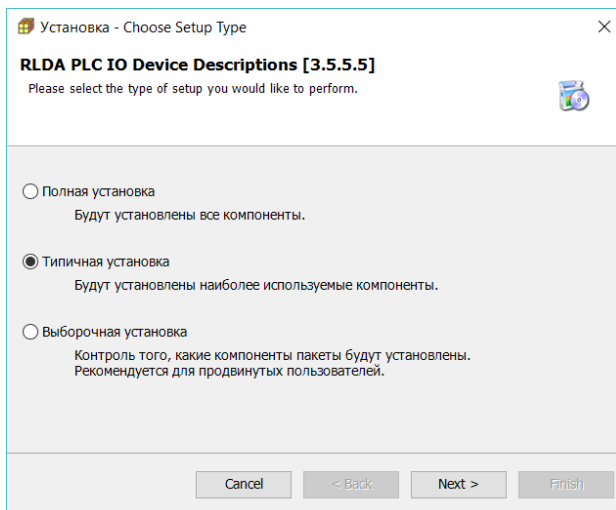 Установка - Choose Setup Type
RLDA PLC IO Device Descriptions [3.5.5.5]
Please select the type of setup you would like to perform.
Полная установка
Будут установлены все компоненты.
Типичная установка
Будут установлены наиболее используемые компоненты.
Выборочная установка
Контроль того, какие компоненты пакеты будут установлены.
Рекомендуется для продвинутых пользователей.
Cancel < Back Next > Finish